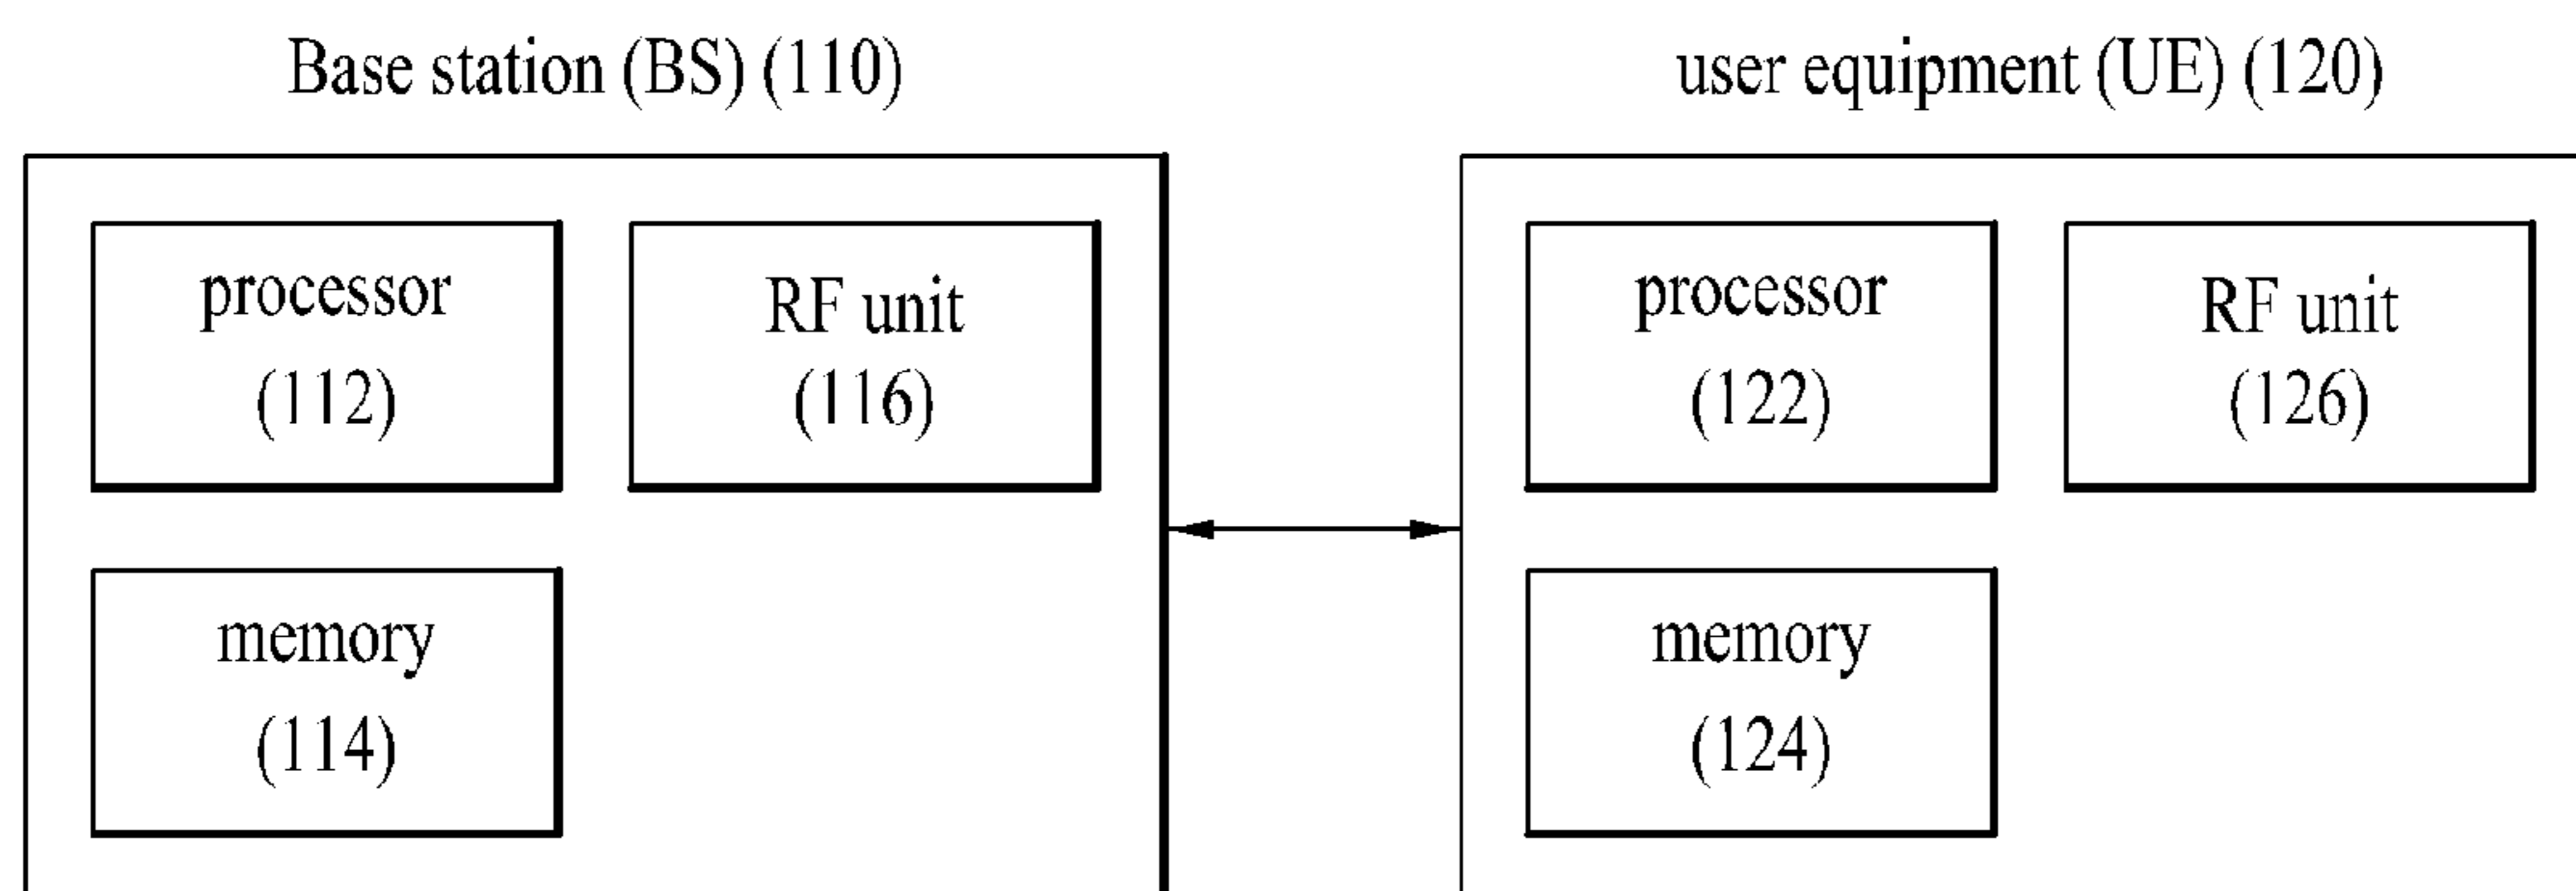 Base station (BS) (110)
user equipment (UE) (120)
processor
(112)
RF unit
(116)
processor
(122)
RF unit
(126)
memory
(114)
memory
(124)